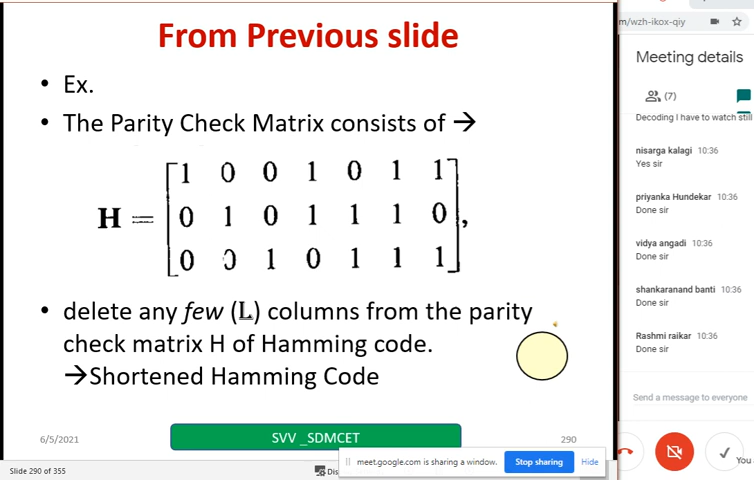 From Previous slide
• Ex.
• The Parity Check Matrix consists of →
1 0 0 1 0 1 1
H = 0 1 0 1 1 1 0 ,
0 0 1 0 1 1 1
• delete any few (L) columns from the parity
check matrix H of Hamming code.
→Shortened Hamming Code
6/5/2021
SVV _SDMCET
290
Slide 290 of 355
meet.google.com is sharing a window.
Stop sharing
Hide
m/wzh-ikox-qiy
Meeting details
(7)
Decoding I have to watch still
nisarga kalagi 10:36
Yes sir
priyanka Hundekar 10:36
Done sir
vidya angadi 10:36
Done sir
shankaranand banti 10:36
Done sir
Rashmi raikar 10:36
Done sir
Send a message to everyone
You